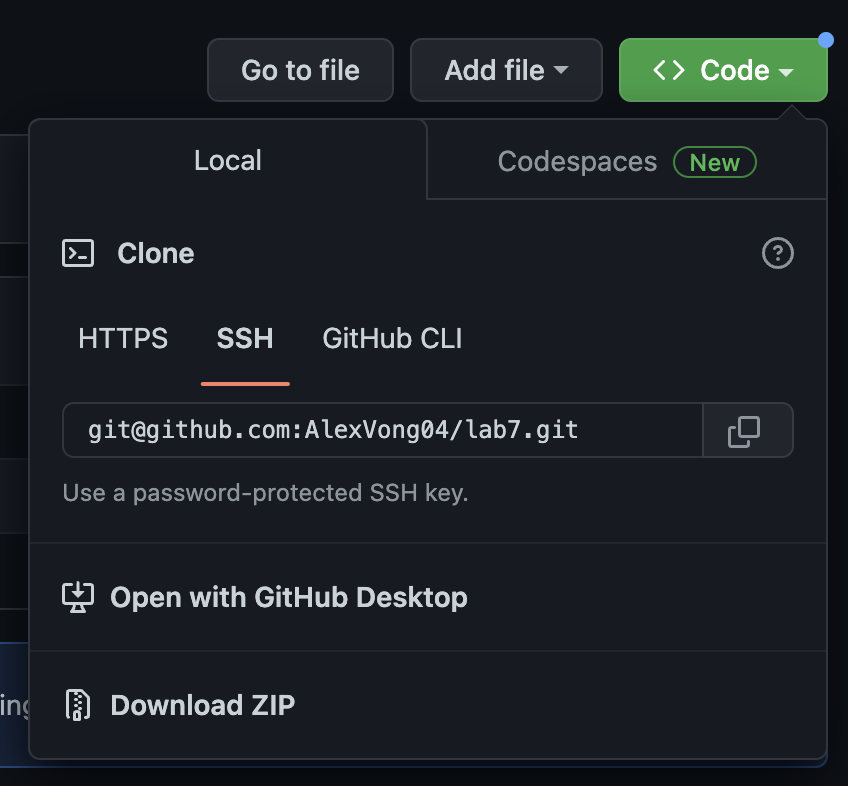 Go to file
Add file
Code
Local
Codespaces New
Clone
HTTPS SSH GitHub CLI
git@github.com:AlexVong04/lab7.git
Use a password-protected SSH key.
Open with GitHub Desktop
ing
Download ZIP